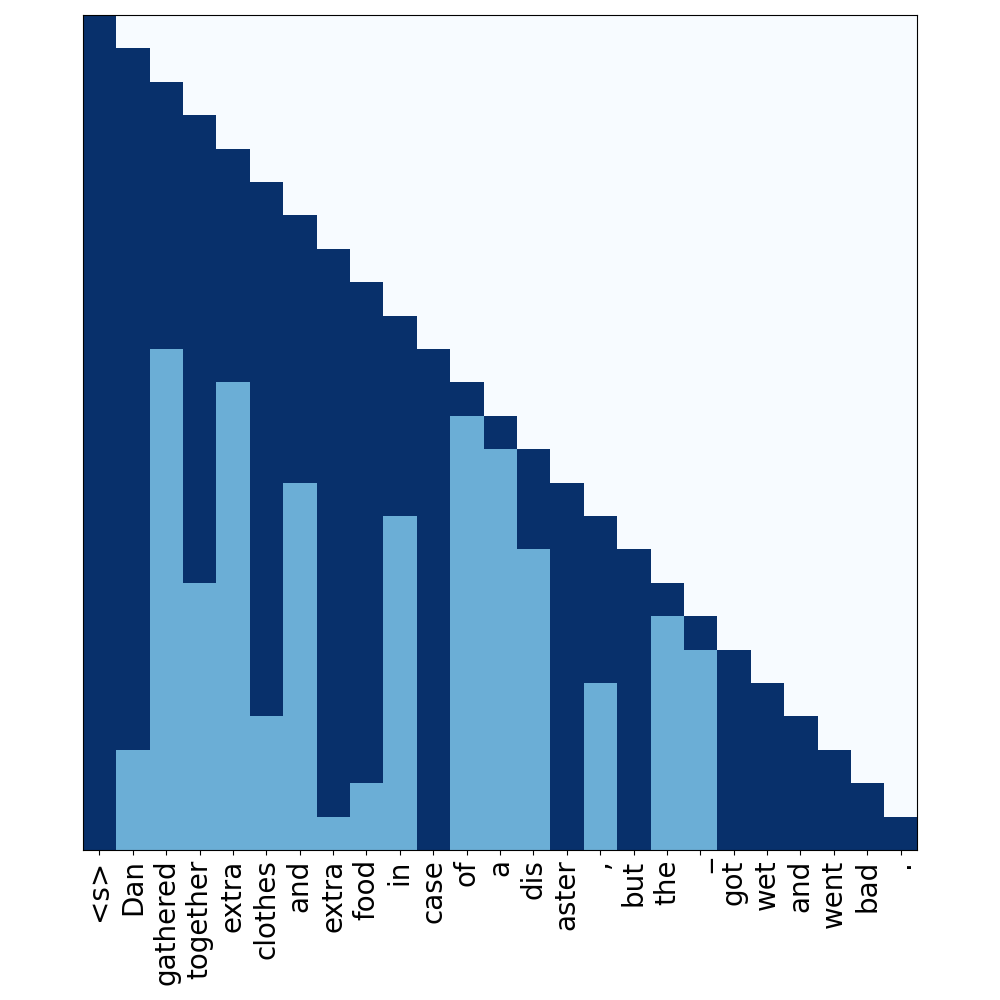 <s>
Dan
gathered
together
extra
clothes
and
extra
food
in
case
of
a
dis
aster
,
but
the
_
got
wet
and
went
bad
.